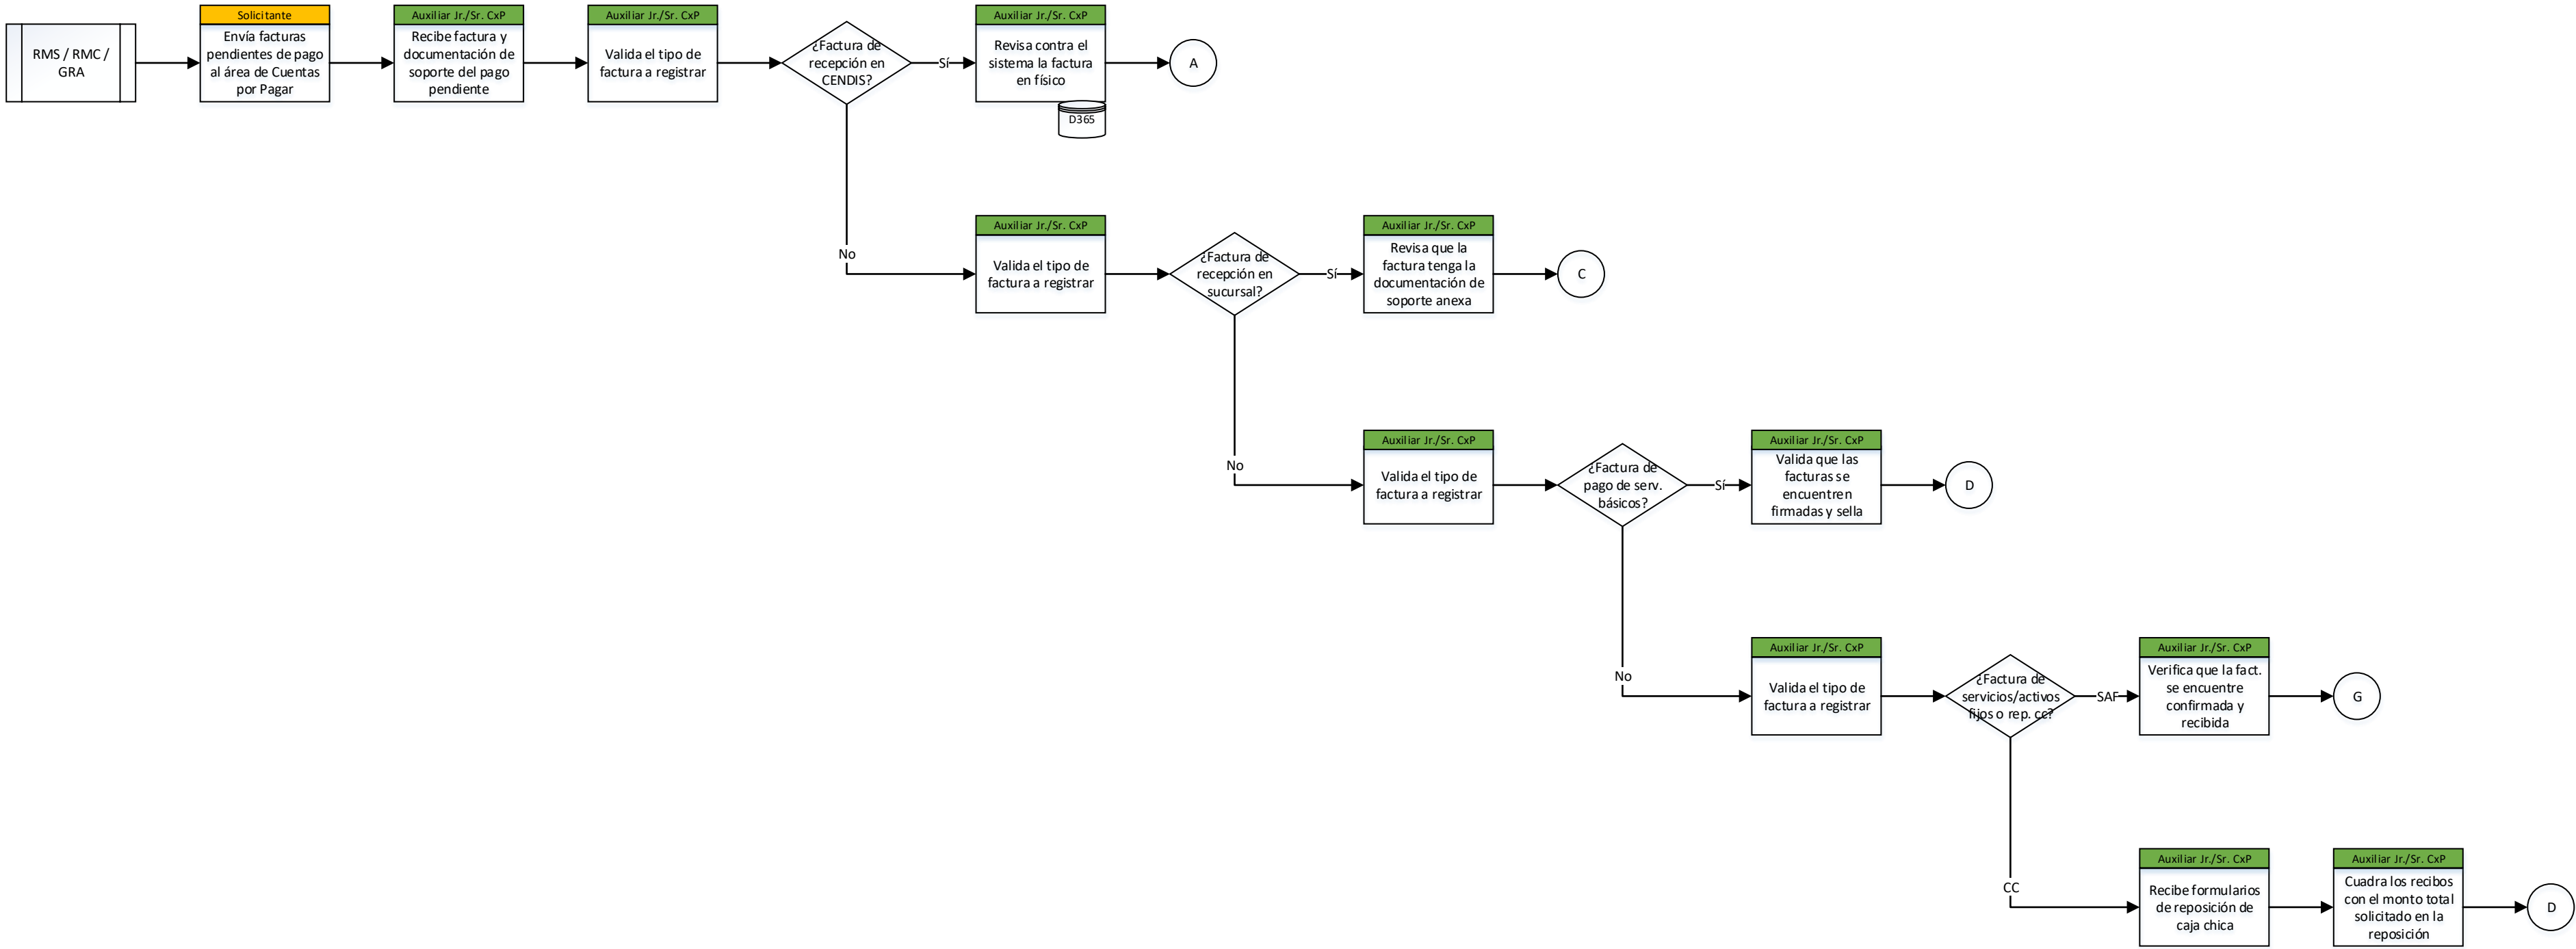 RMS / RMC /
GRA
Solicitante
Envía facturas
pendientes de pago
al área de Cuentas
por Pagar
Auxiliar Jr./Sr. CxP
Recibe factura y
documentación de
soporte del pago
pendiente
Auxiliar Jr./Sr. CxP
Valida el tipo de
factura a registrar
¿Factura de
recepción en
CENDIS?
Sí
Auxiliar Jr./Sr. CxP
Revisa contra el
sistema la factura
en físico
D365
A
No
Auxiliar Jr./Sr. CxP
Valida el tipo de
factura a registrar
¿Factura de
recepción en
sucursal?
Sí
Auxiliar Jr./Sr. CxP
Revisa que la
factura tenga la
documentación de
soporte anexa
C
No
Auxiliar Jr./Sr. CxP
Valida el tipo de
factura a registrar
¿Factura de
pago de serv.
básicos?
Sí
Auxiliar Jr./Sr. CxP
Valida que las
facturas se
encuentren
firmadas y sella
D
No
Auxiliar Jr./Sr. CxP
Valida el tipo de
factura a registrar
¿Factura de
servicios/activos
fijos o rep. cc?
SAF
Auxiliar Jr./Sr. CxP
Verifica que la fact.
se encuentre
confirmada y
recibida
G
CC
Auxiliar Jr./Sr. CxP
Recibe formularios
de reposición de
caja chica
Auxiliar Jr./Sr. CxP
Cuadra los recibos
con el monto total
solicitado en la
reposición
D